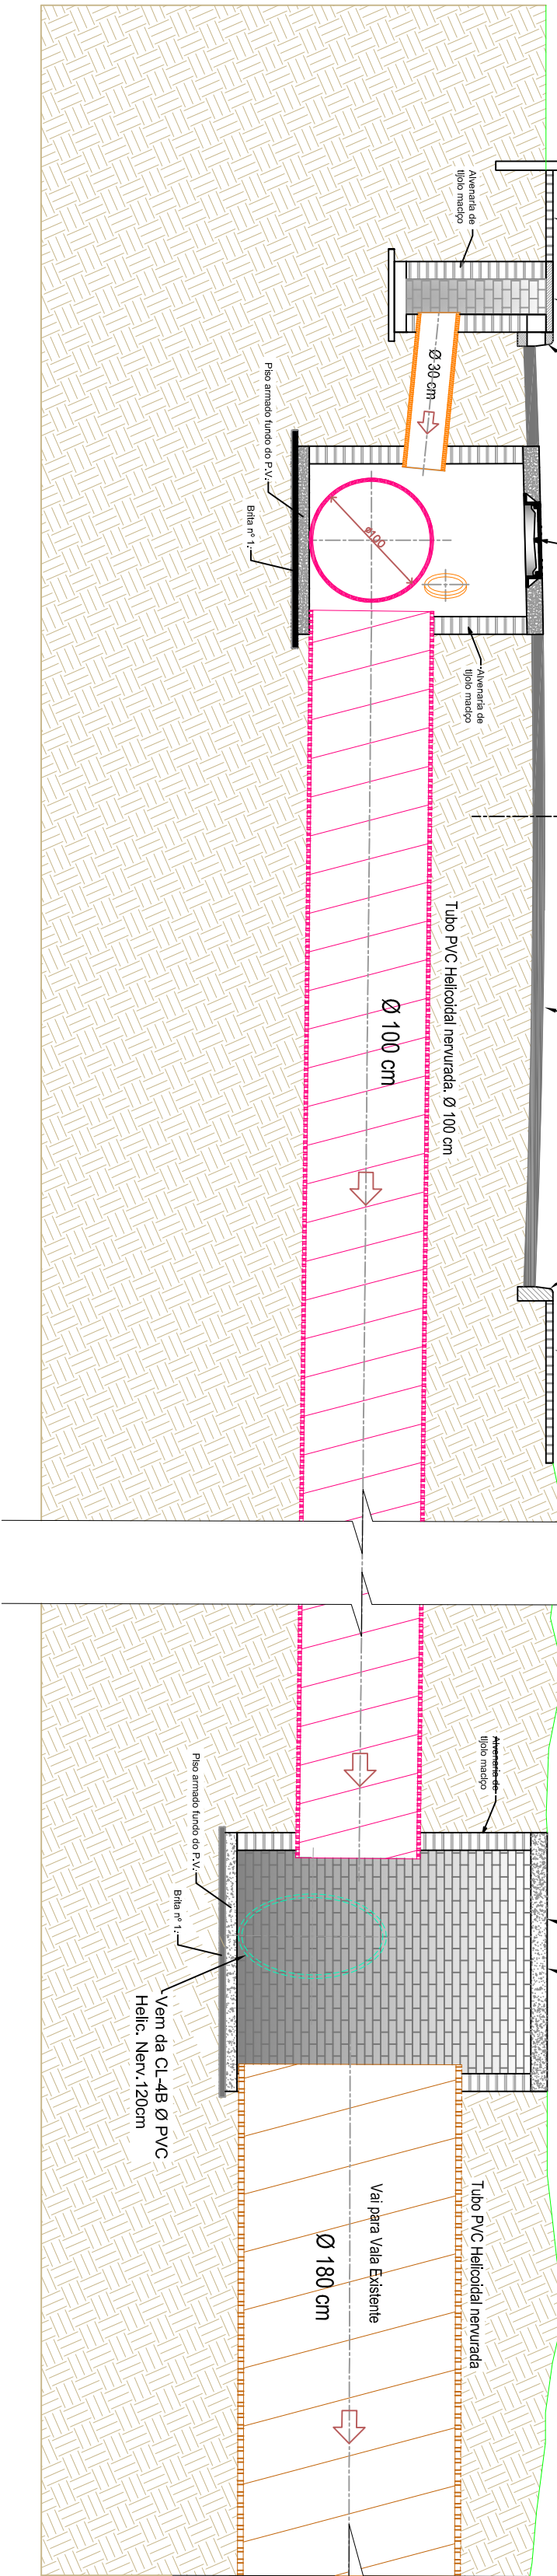 Alvenaria de
tijolo maciço
Ø 30 cm
Piso armado fundo do P.V.
Brita nº 1.
ø100
Alvenaria de
tijolo maciço
Tubo PVC Helicoidal nervurada. Ø 100 cm
Ø 100 cm
Alvenaria de
tijolo maciço
Piso armado fundo do P.V.
Brita nº 1.
Vem da CL-4B Ø PVC
Helic. Nerv.120cm
Tubo PVC Helicoidal nervurada
Vai para Vala Existente
Ø 180 cm